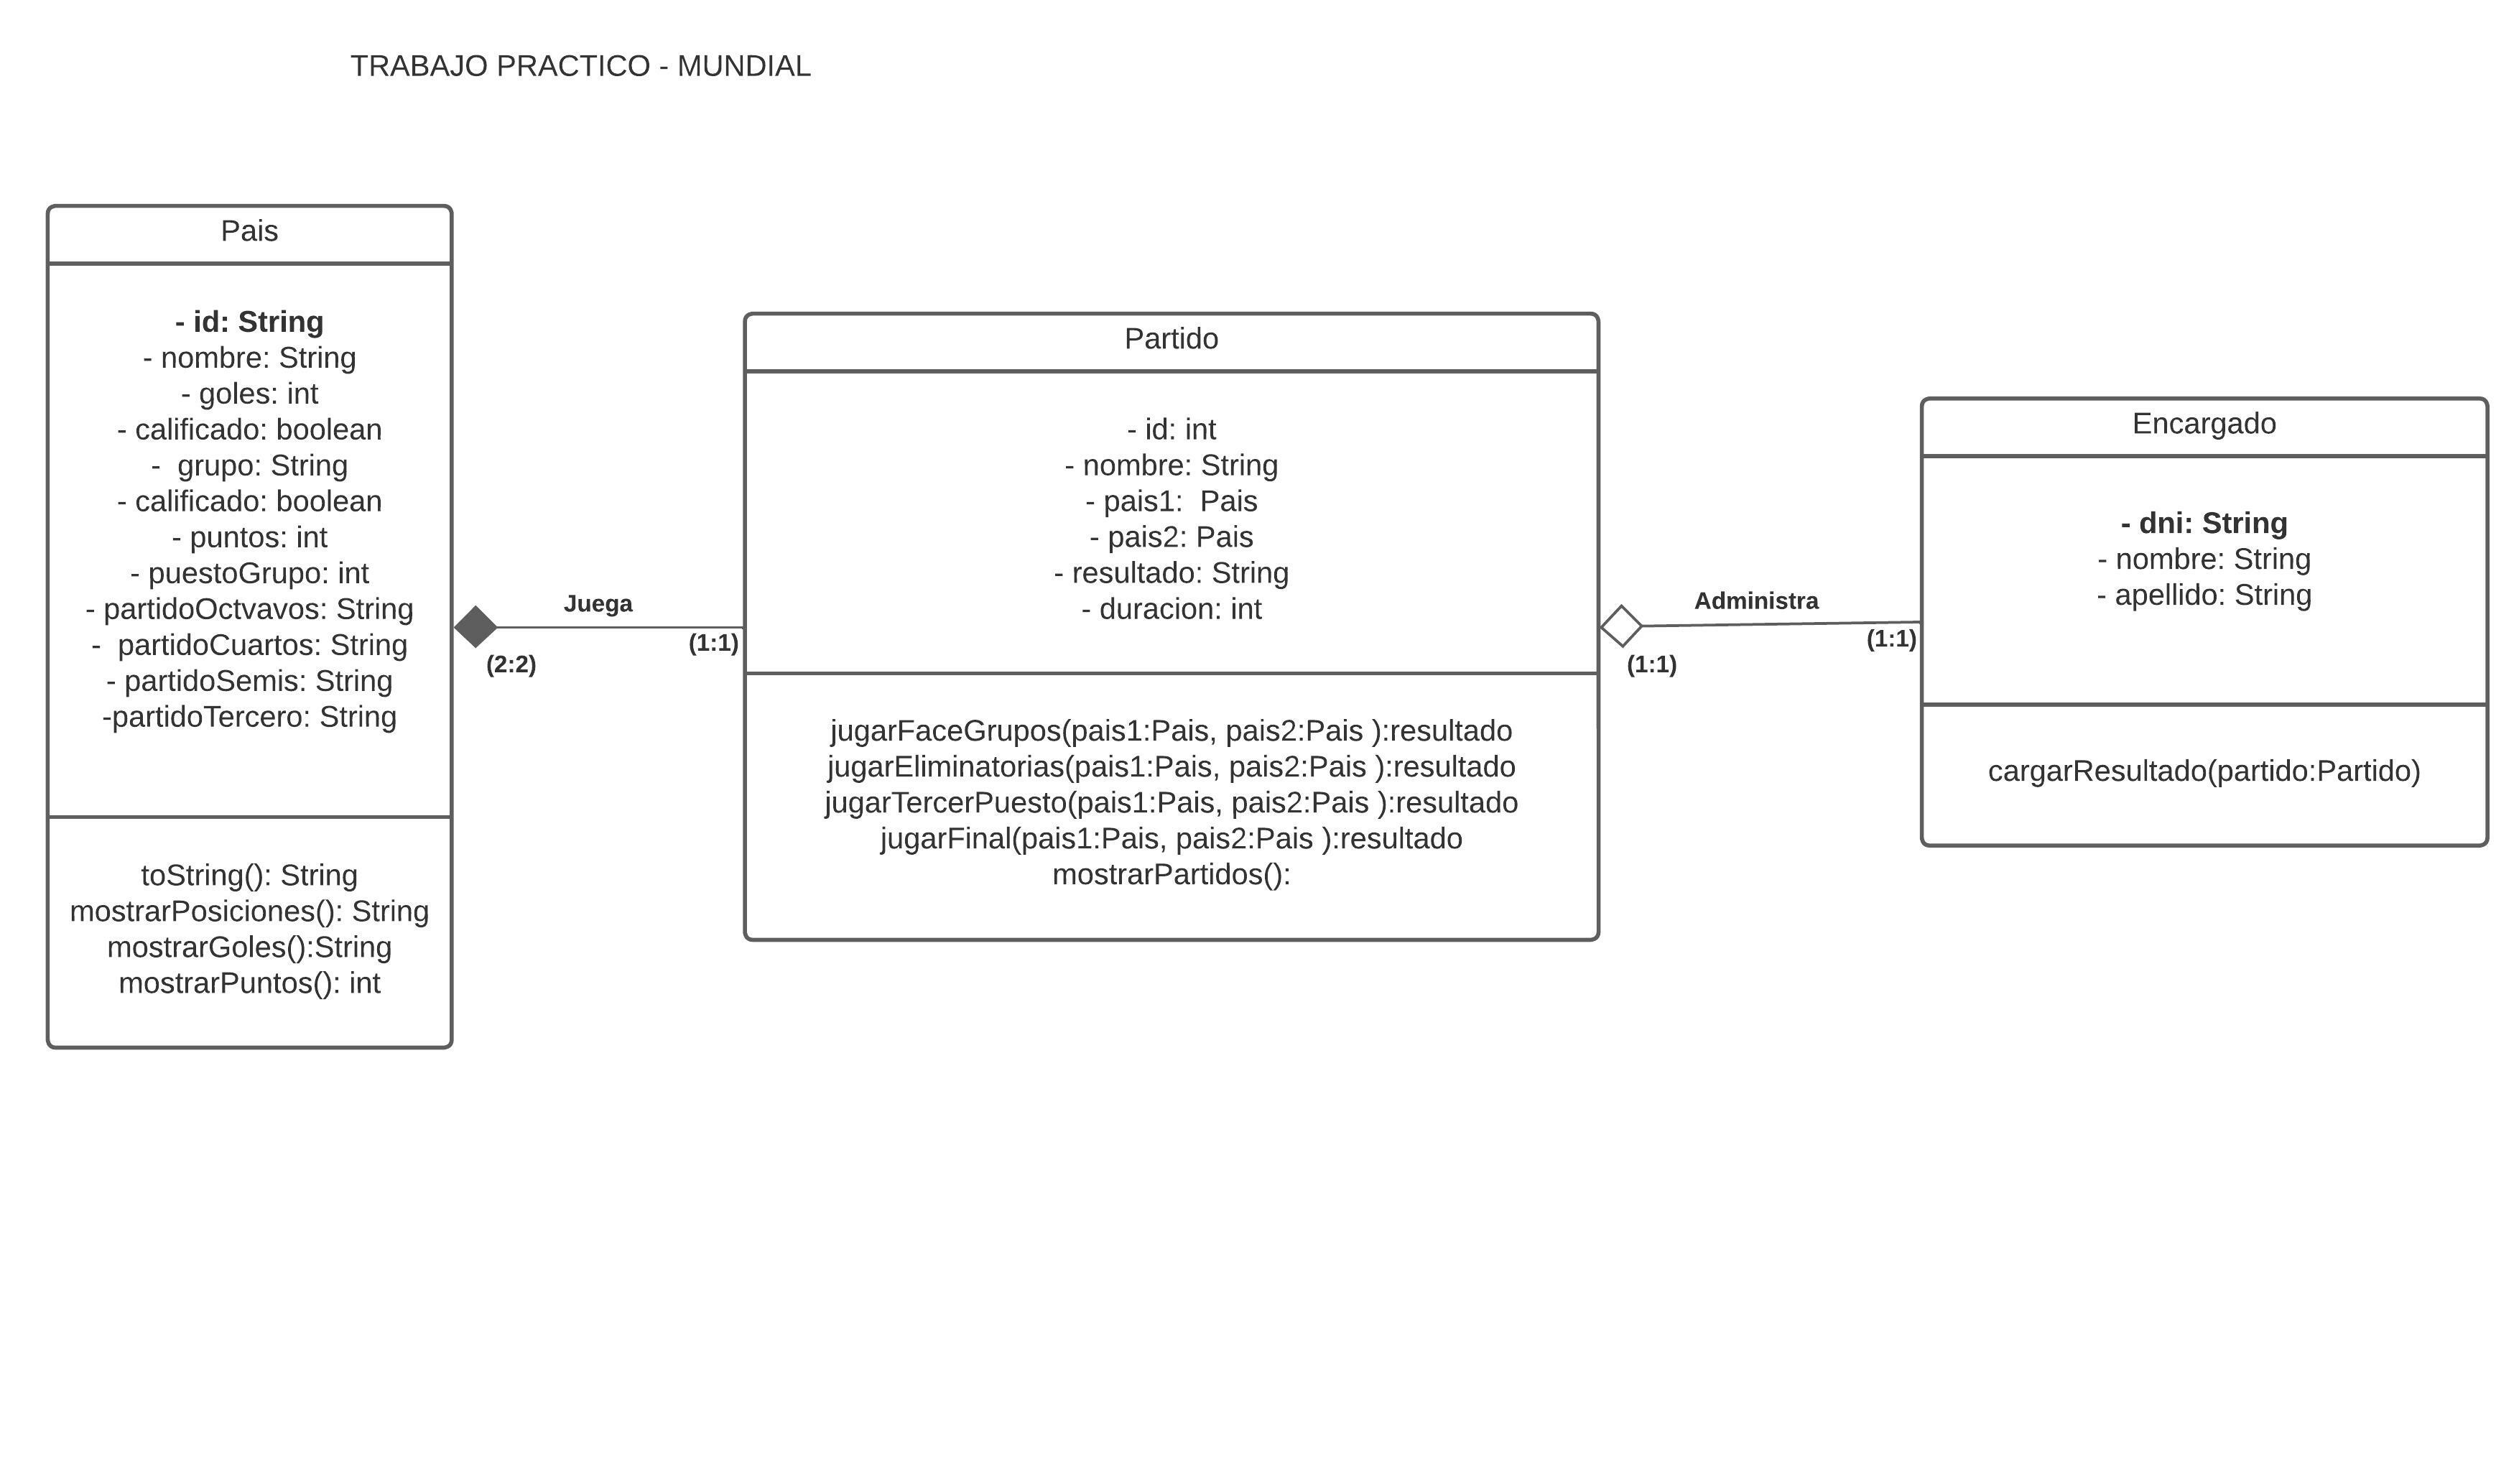 TRABAJO PRACTICO - MUNDIAL
Pais
- id: String
- nombre: String
- goles: int
- calificado: boolean
-  grupo: String
- calificado: boolean
- puntos: int
- puestoGrupo: int
- partidoOctvavos: String
-  partidoCuartos: String
- partidoSemis: String
-partidoTercero: String
toString(): String
mostrarPosiciones(): String
mostrarGoles():String
mostrarPuntos(): int
Juega
(2:2)
(1:1)
Partido
- id: int
- nombre: String
- pais1:  Pais
- pais2: Pais
- resultado: String
- duracion: int
jugarFaceGrupos(pais1:Pais, pais2:Pais ):resultado
jugarEliminatorias(pais1:Pais, pais2:Pais ):resultado
jugarTercerPuesto(pais1:Pais, pais2:Pais ):resultado
jugarFinal(pais1:Pais, pais2:Pais ):resultado
mostrarPartidos():
Administra
(1:1)
(1:1)
Encargado
- dni: String
- nombre: String
- apellido: String
cargarResultado(partido:Partido)